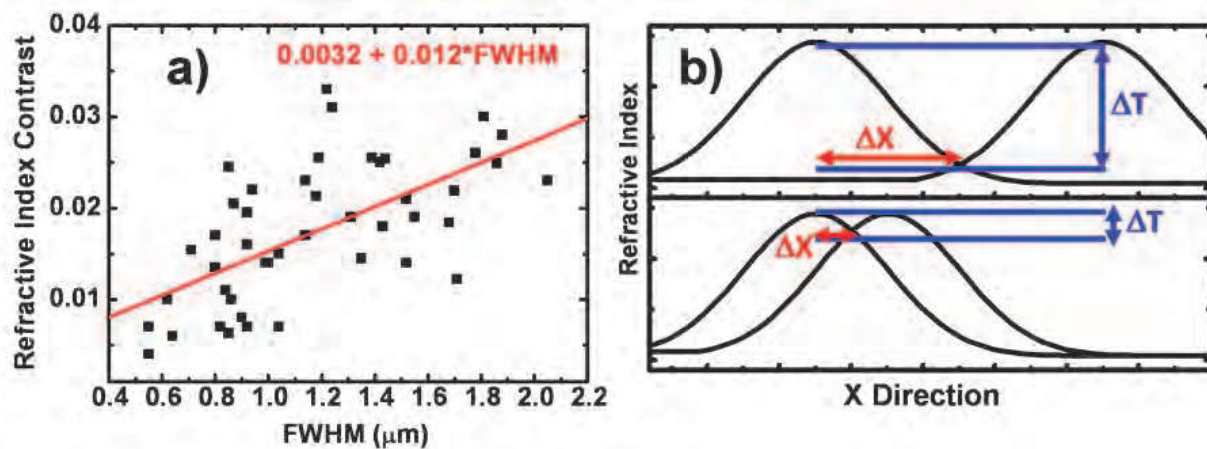 a)
0.0032 + 0.012*FWHM
Refractive Index Contrast
0.04
0.03
0.02
0.01
0.4 0.6 0.8 1.0 1.2 1.4 1.6 1.8 2.0 2.2
FWHM (μm)
b)
Refractive Index
ΔX
ΔT
ΔX
ΔT
X Direction